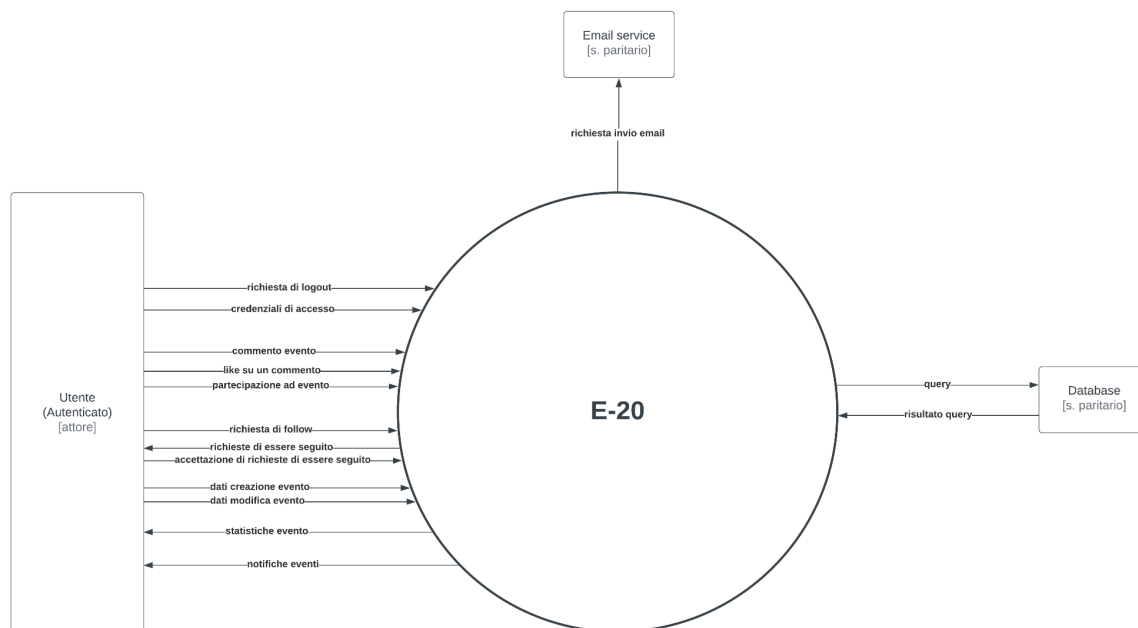 Email service
[s. paritario]
richiesta invio email
richiesta di logout
credenziali di accesso
commento evento
like su un commento
partecipazione ad evento
Utente
(Autenticato)
[attore]
richiesta di follow
richieste di essere seguito
accettazione di richieste di essere seguito
dati creazione evento
dati modifica evento
statistiche evento
notifiche eventi
E-20
query
risultato query
Database
[s. paritario]